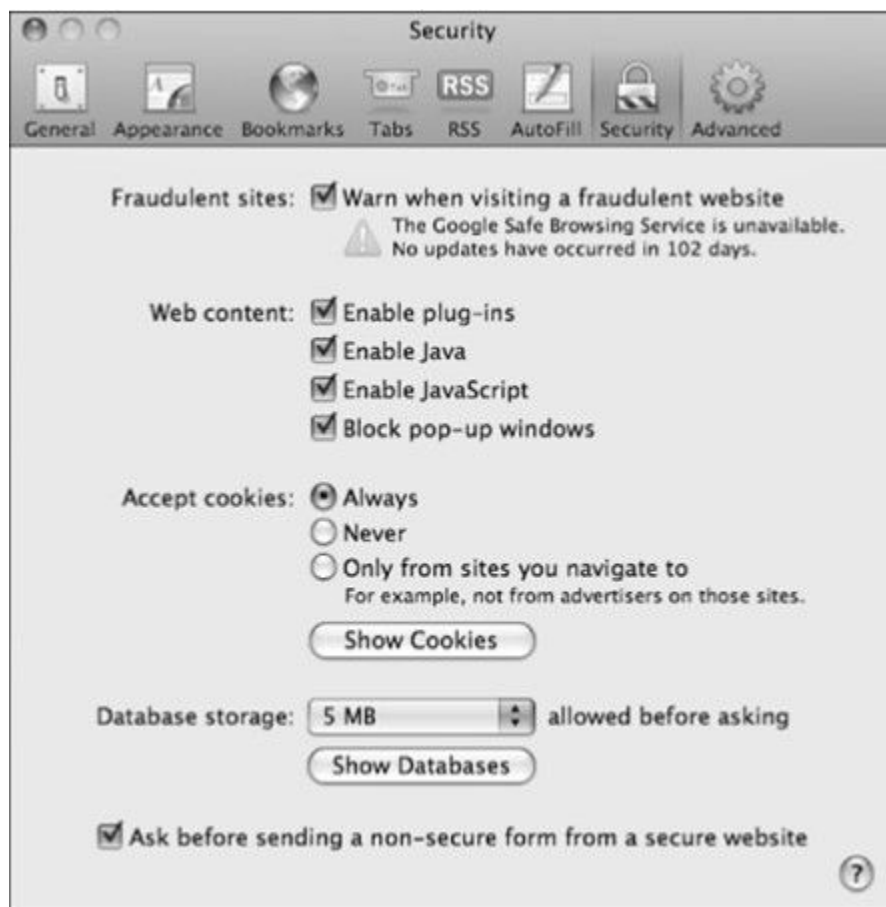 Security
General Appearance Bookmarks Tabs RSS AutoFill Security Advanced
RSS
Fraudulent sites: Warn when visiting a fraudulent website
The Google Safe Browsing Service is unavailable.
No updates have occurred in 102 days.
Web content: Enable plug-ins
Enable Java
Enable JavaScript
Block pop-up windows
Accept cookies: Always
Never
Only from sites you navigate to
For example, not from advertisers on those sites.
Show Cookies
Database storage: 5 MB allowed before asking
Show Databases
Ask before sending a non-secure form from a secure website
?